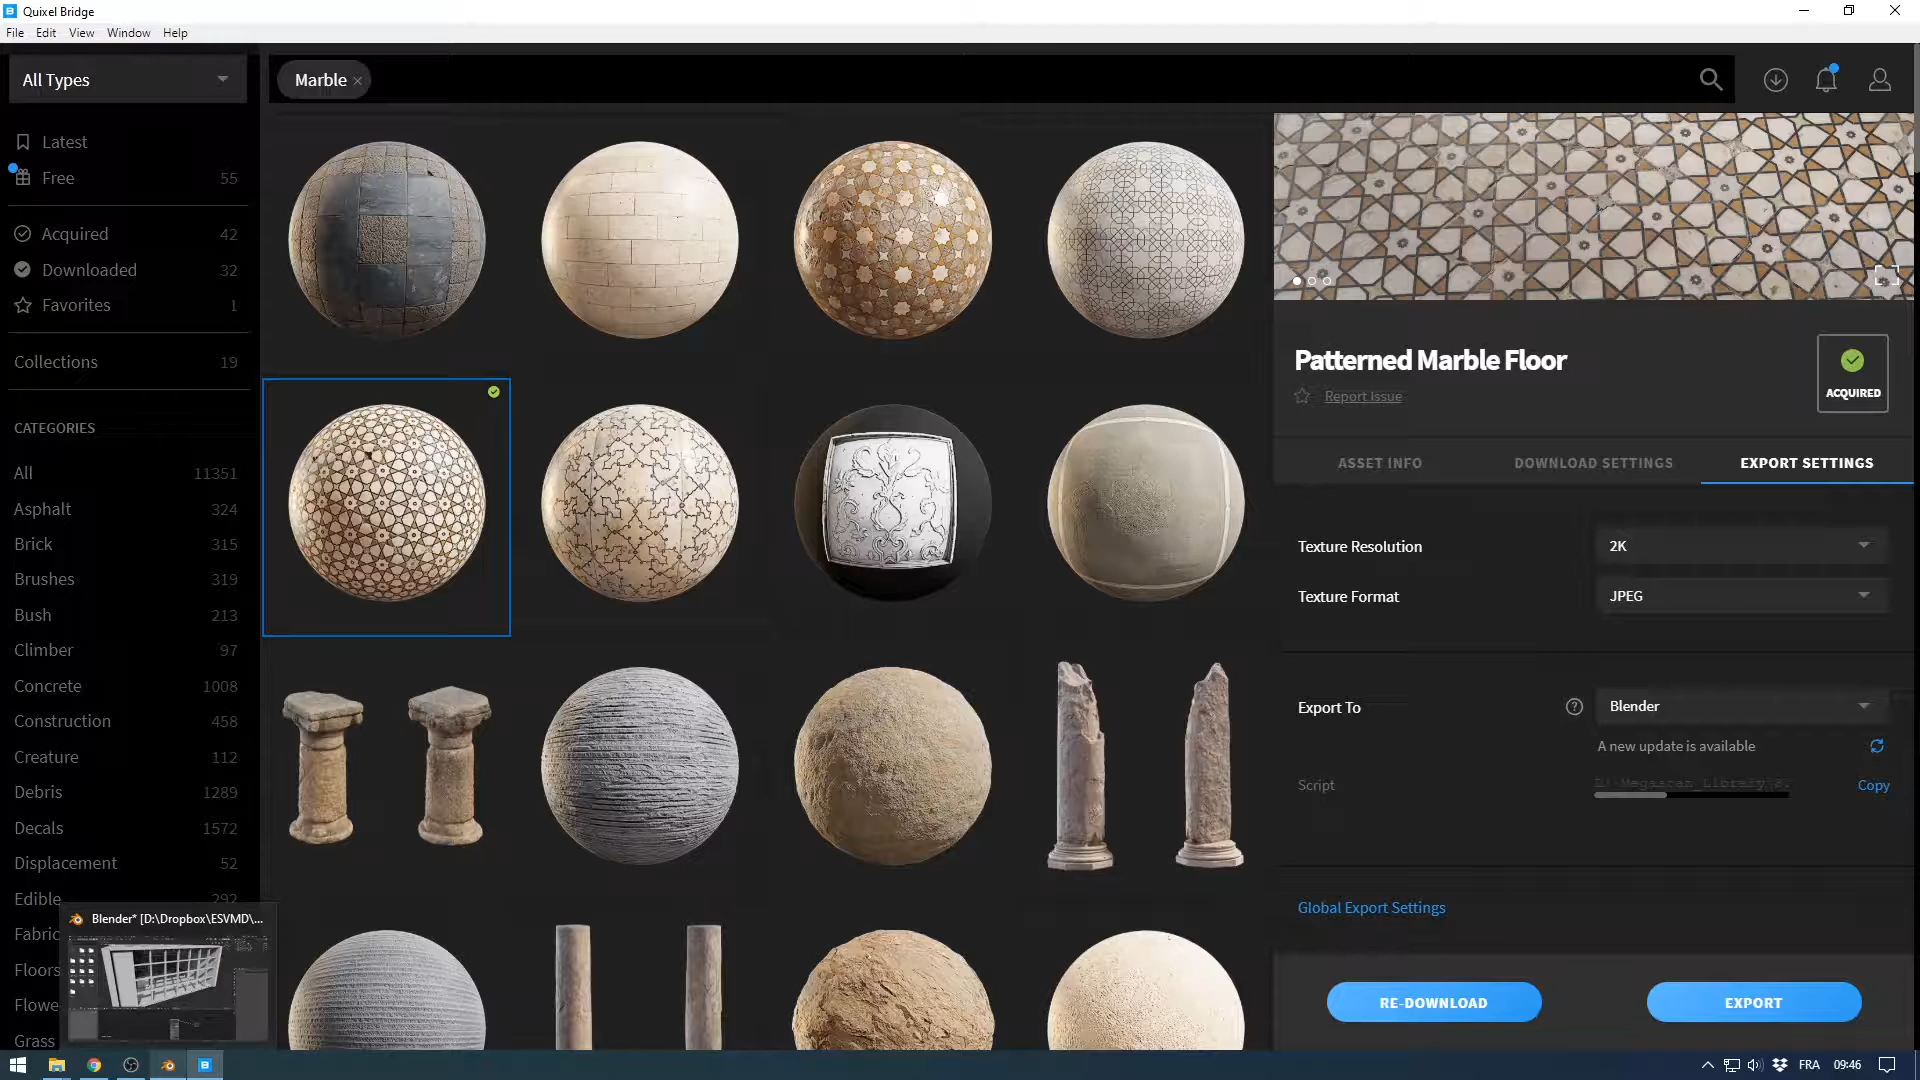 Quixel Bridge
File Edit View Window Help
All Types
Marble ×
Latest
Free 55
Acquired 42
Downloaded 32
Favorites 1
Collections 19
CATEGORIES
All 11351
Asphalt 324
Brick 315
Brushes 319
Bush 213
Climber 97
Concrete 1008
Construction 458
Creature 112
Debris 1289
Decals 1572
Displacement 52
Edible 292
Fabric
Floors
Flowe
Grass
Blender* [D:\Dropbox\ESVMD\...
Patterned Marble Floor
Report Issue
ACQUIRED
ASSET INFO DOWNLOAD SETTINGS EXPORT SETTINGS
Texture Resolution 2K
Texture Format JPEG
Export To ? Blender
A new update is available
Script Copy
Global Export Settings
RE-DOWNLOAD EXPORT
FRA 09:46